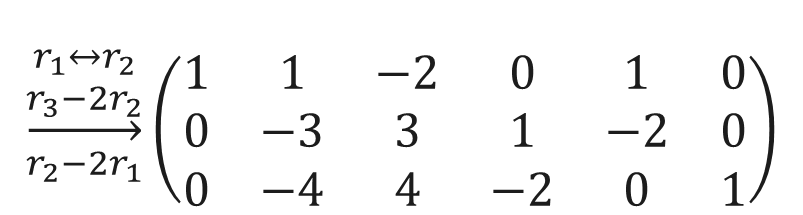 r₁↔r₂
r₃−2r₂
r₂−2r₁
1 1 −2 0 1 0
0 −3 3 1 −2 0
0 −4 4 −2 0 1